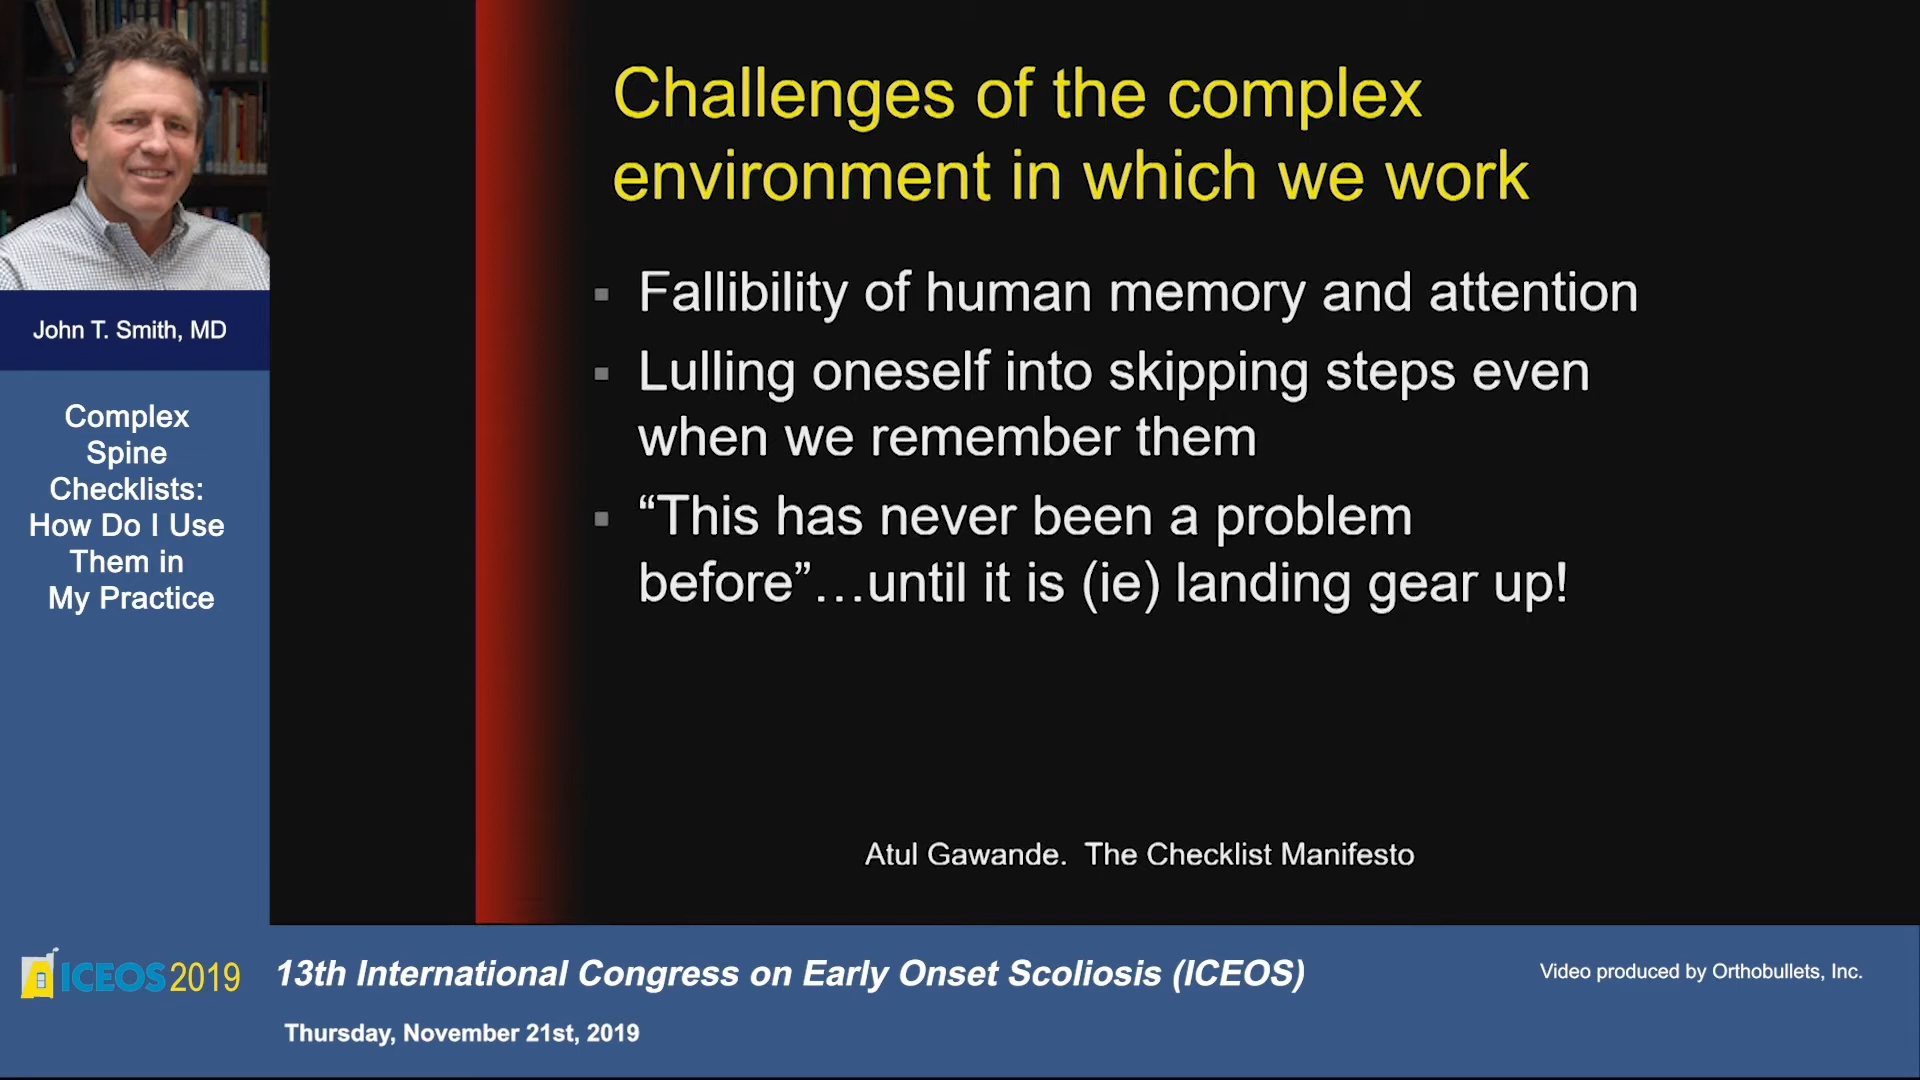 Challenges of the complex
environment in which we work
▪ Fallibility of human memory and attention
▪ Lulling oneself into skipping steps even
when we remember them
▪ “This has never been a problem
before”…until it is (ie) landing gear up!
Atul Gawande.  The Checklist Manifesto
John T. Smith, MD
Complex
Spine
Checklists:
How Do I Use
Them in
My Practice
ICEOS 2019
13th International Congress on Early Onset Scoliosis (ICEOS)
Thursday, November 21st, 2019
Video produced by Orthobullets, Inc.